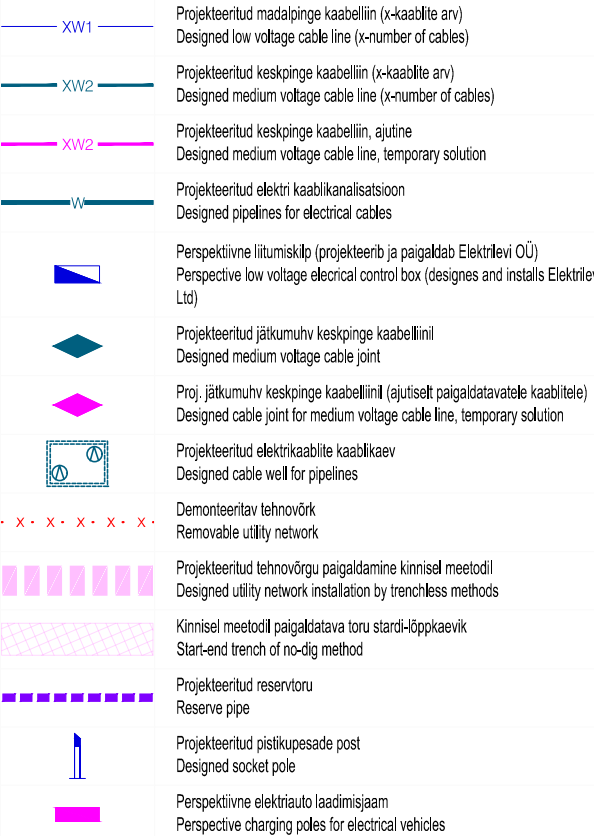 XW1
Projekteeritud madalpinge kaabelliin (x-kaablite arv)
Designed low voltage cable line (x-number of cables)
XW2
Projekteeritud keskpinge kaabelliin (x-kaablite arv)
Designed medium voltage cable line (x-number of cables)
XW2
Projekteeritud keskpinge kaabelliin, ajutine
Designed medium voltage cable line, temporary solution
W
Projekteeritud elektri kaablikanalisatsioon
Designed pipelines for electrical cables
Perspektiivne liitumiskilp (projekteerib ja paigaldab Elektrilevi OÜ)
Perspective low voltage elecrical control box (designes and installs Elektrilevi
Ltd)
Projekteeritud jätkumuhv keskpinge kaabelliinil
Designed medium voltage cable joint
Proj. jätkumuhv keskpinge kaabelliinil (ajutiselt paigaldatavatele kaablitele)
Designed cable joint for medium voltage cable line, temporary solution
Projekteeritud elektrikaablite kaablikaev
Designed cable well for pipelines
X X X X X
Demonteeritav tehnovõrk
Removable utility network
Projekteeritud tehnovõrgu paigaldamine kinnisel meetodil
Designed utility network installation by trenchless methods
Kinnisel meetodil paigaldatava toru stardi-lõppkaevik
Start-end trench of no-dig method
Projekteeritud reservtoru
Reserve pipe
Projekteeritud pistikupesade post
Designed socket pole
Perspektiivne elektriauto laadimisjaam
Perspective charging poles for electrical vehicles